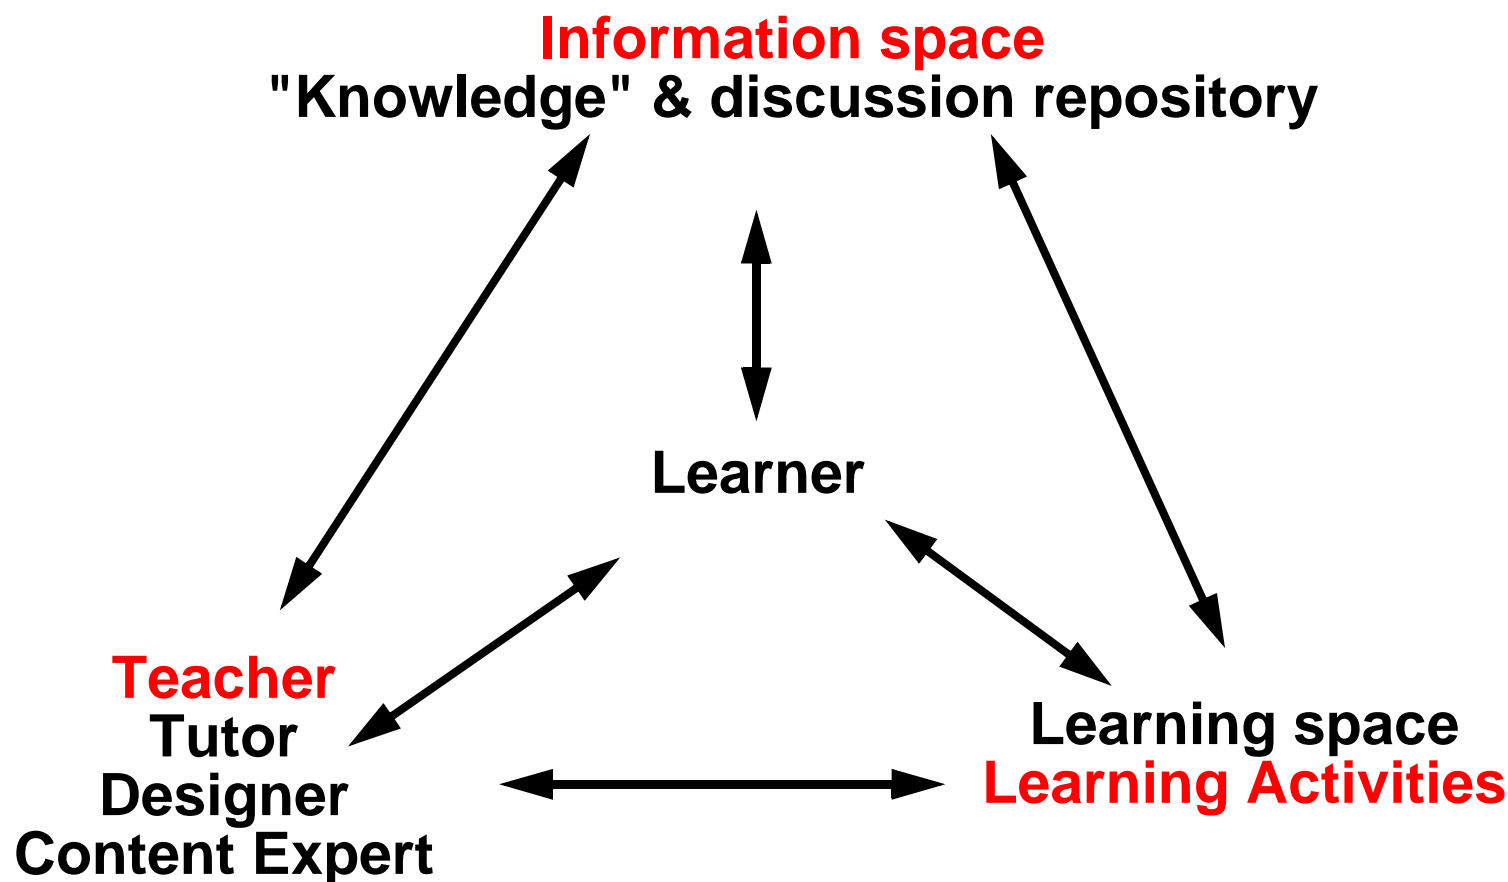 Information space
"Knowledge" & discussion repository
Learner
Teacher
Tutor
Designer
Content Expert
Learning space
Learning Activities